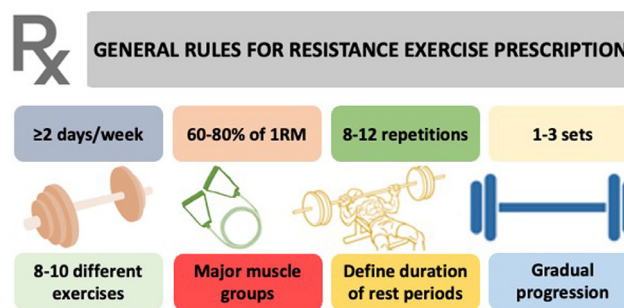 Rx
GENERAL RULES FOR RESISTANCE EXERCISE PRESCRIPTION
≥2 days/week
60-80% of 1RM
8-12 repetitions
1-3 sets
8-10 different
exercises
Major muscle
groups
Define duration
of rest periods
Gradual
progression